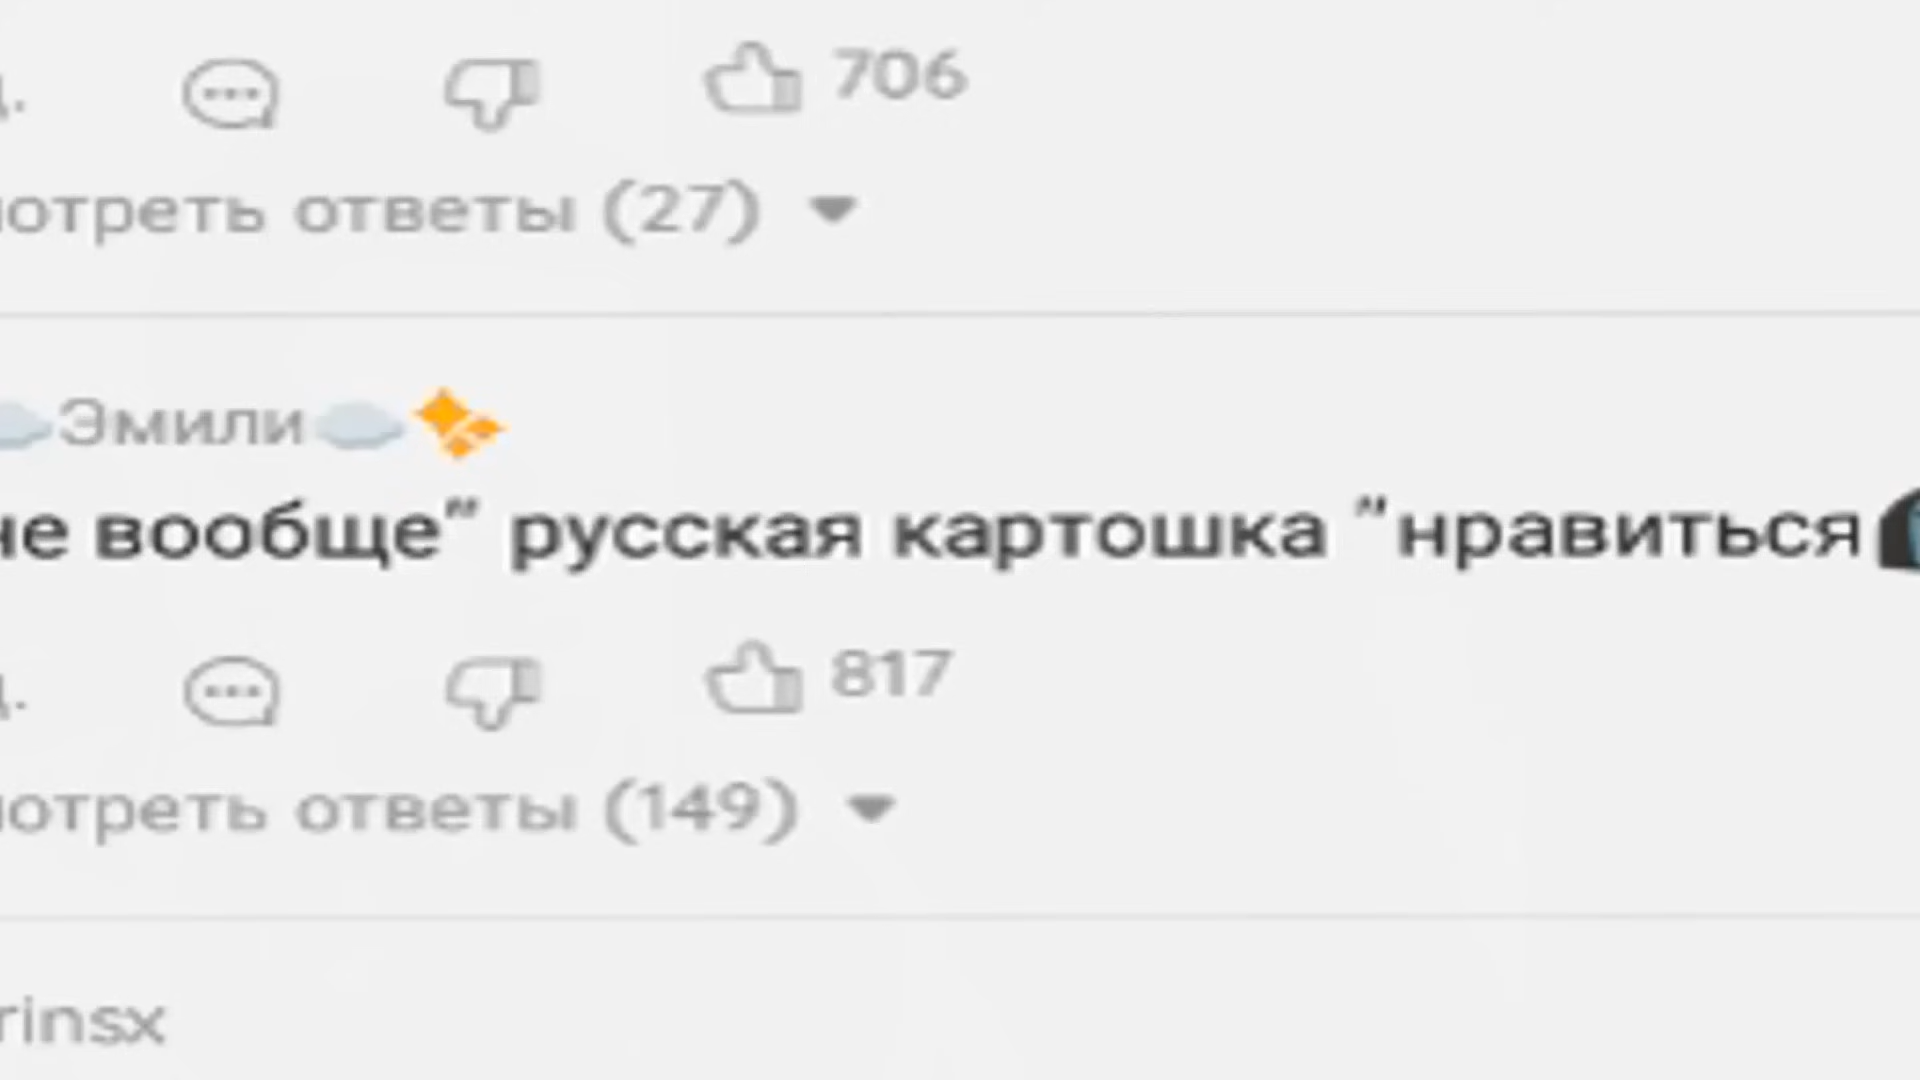 д. 706
отреть ответы (27)
☁️Эмили☁️✨
не вообще” русская картошка ”нравиться
д. 817
отреть ответы (149)
rinsx